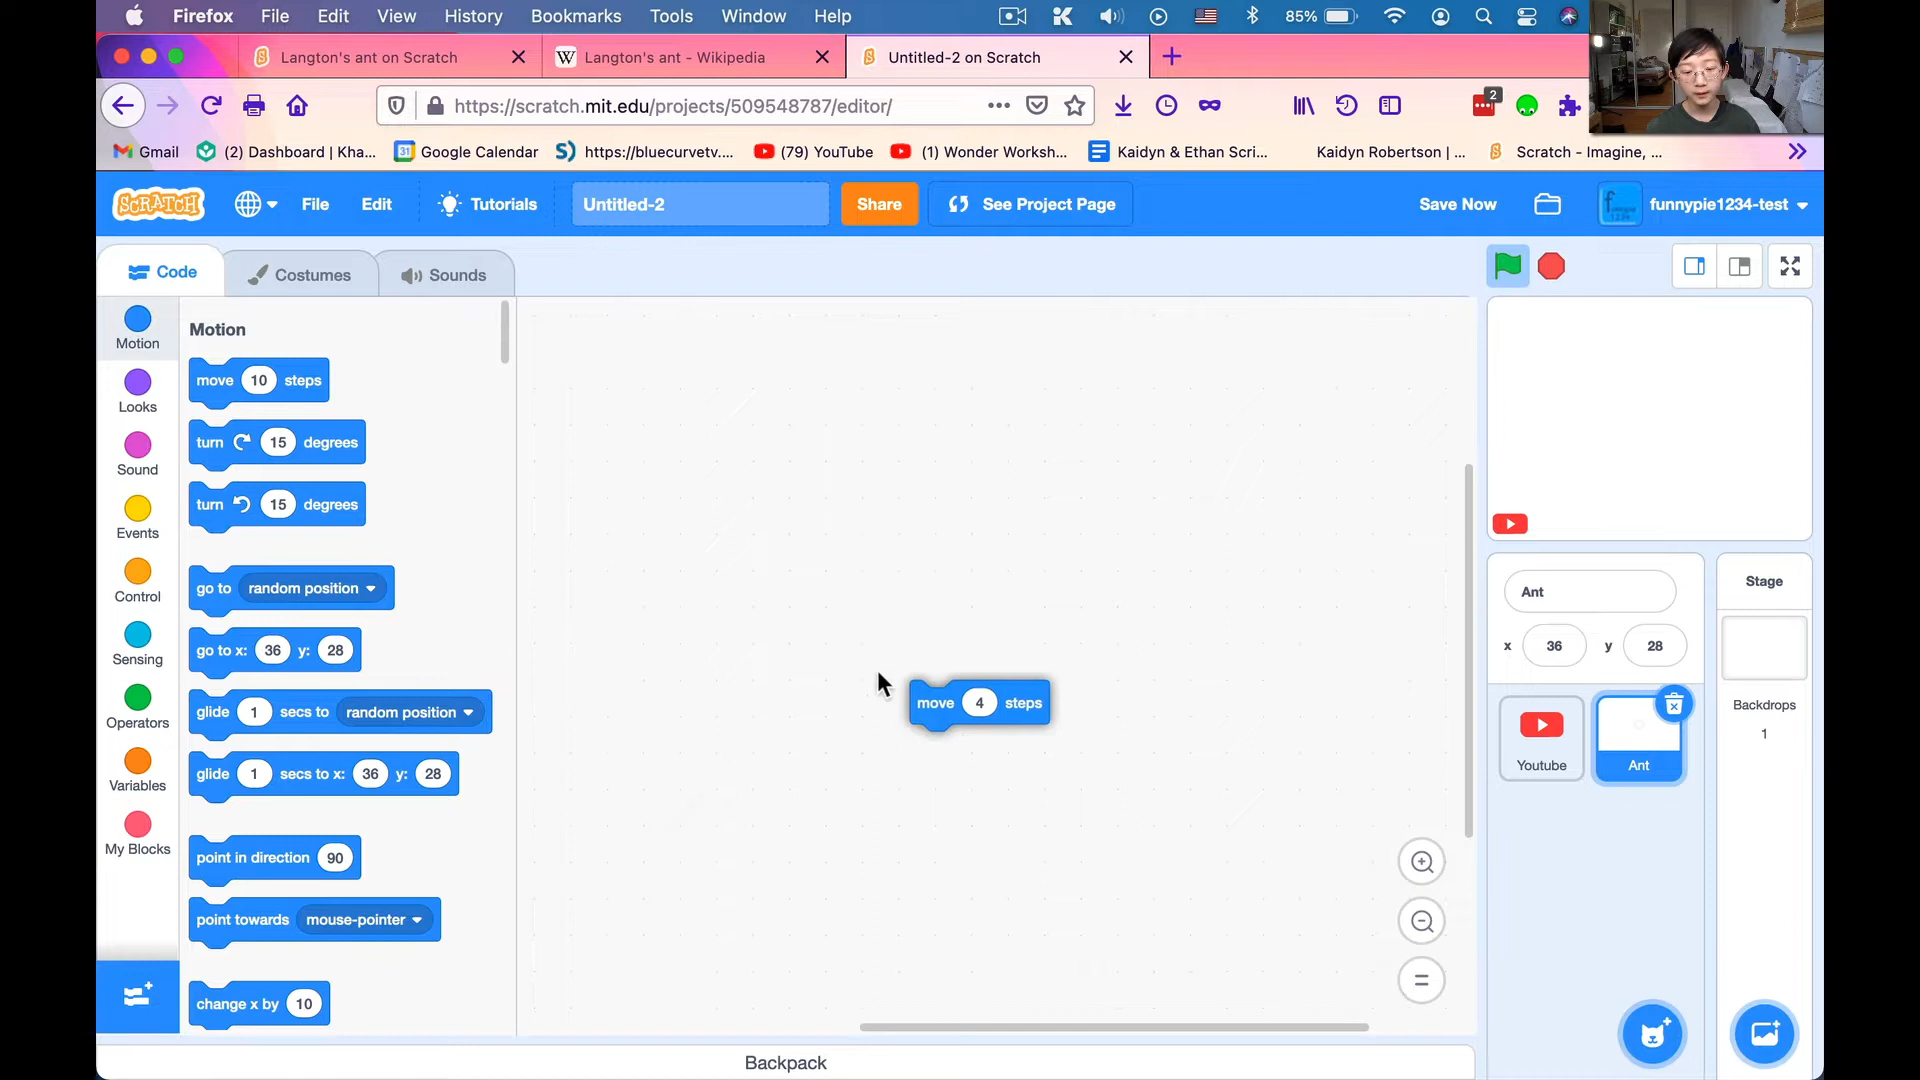 Firefox File Edit View History Bookmarks Tools Window Help 85%
Langton's ant on Scratch
W Langton's ant - Wikipedia
Untitled-2 on Scratch
https://scratch.mit.edu/projects/509548787/editor/
2
Gmail
(2) Dashboard | Kha...
31 Google Calendar
https://bluecurvetv....
(79) YouTube
(1) Wonder Worksh...
Kaidyn & Ethan Scri...
Kaidyn Robertson | ...
Scratch - Imagine, ...
SCRATCH
File
Edit
Tutorials
Untitled-2
Share
See Project Page
Save Now
funnypie1234-test
Code
Costumes
Sounds
Motion
Looks
Sound
Events
Control
Sensing
Operators
Variables
My Blocks
Motion
move 10 steps
turn 15 degrees
turn 15 degrees
go to random position
go to x: 36 y: 28
glide 1 secs to random position
glide 1 secs to x: 36 y: 28
point in direction 90
point towards mouse-pointer
change x by 10
move 4 steps
Ant
x 36 y 28
Youtube
Ant
Stage
Backdrops
1
Backpack